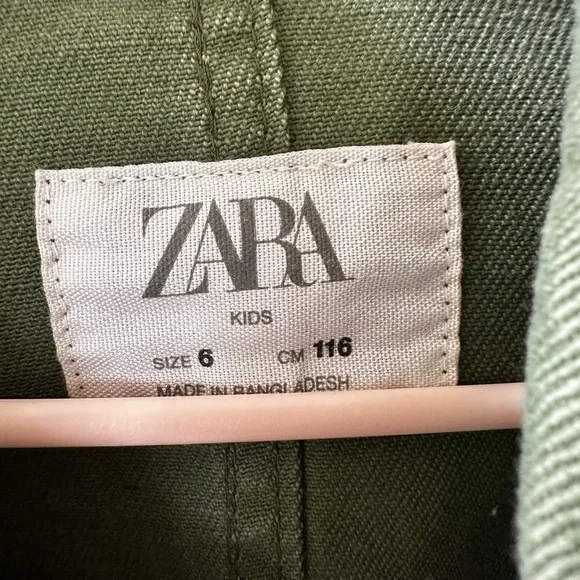 ZARA
KIDS
SIZE 6 CM 116
MADE IN BANGLADESH